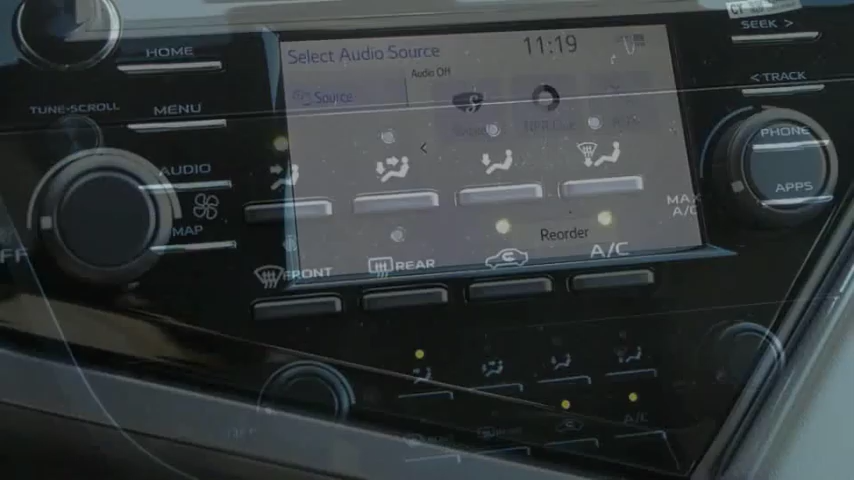 HOME
TUNE•SCROLL
MENU
AUDIO
MAP
Select Audio Source
11:19
Audio Off
Source
<
Reorder
SEEK >
< TRACK
PHONE
APPS
MAX
A/C
FRONT
REAR
A/C
A/C